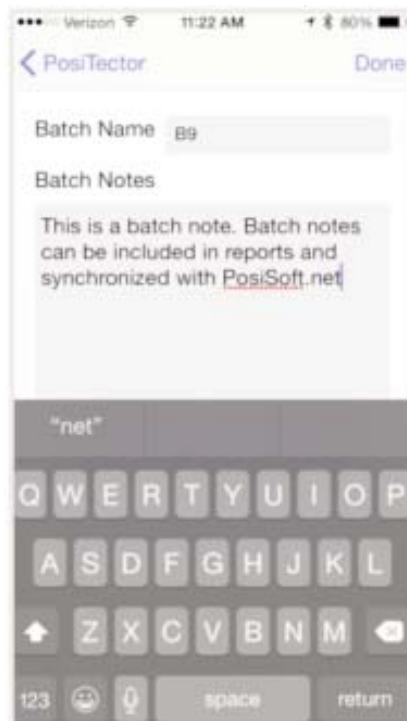 Verizon 11:22 AM 80%
PosiTector Done
Batch Name B9
Batch Notes
This is a batch note. Batch notes
can be included in reports and
synchronized with PosiSoft.net
"net"
Q W E R T Y U I O P
A S D F G H J K L
Z X C V B N M
123 space return